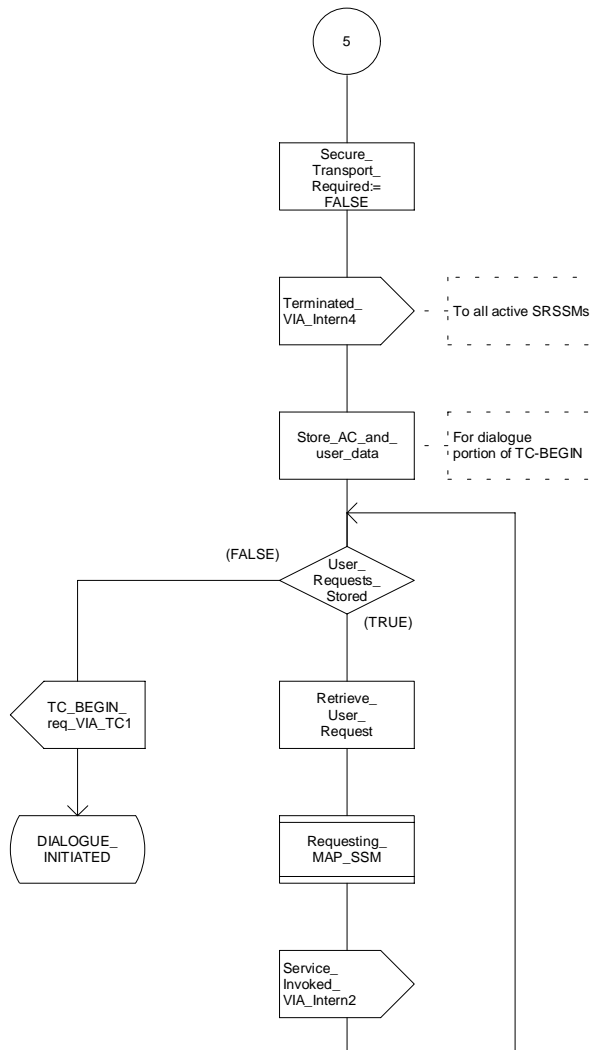 5
Secure_
Transport_
Required:=
FALSE
Terminated_
VIA_Intern4
To all active SRSSMs
Store_AC_and_
user_data
For dialogue
portion of TC-BEGIN
(FALSE)
User_
Requests_
Stored
(TRUE)
TC_BEGIN_
req_VIA_TC1
Retrieve_
User_
Request
DIALOGUE_
INITIATED
Requesting_
MAP_SSM
Service_
Invoked_
VIA_Intern2